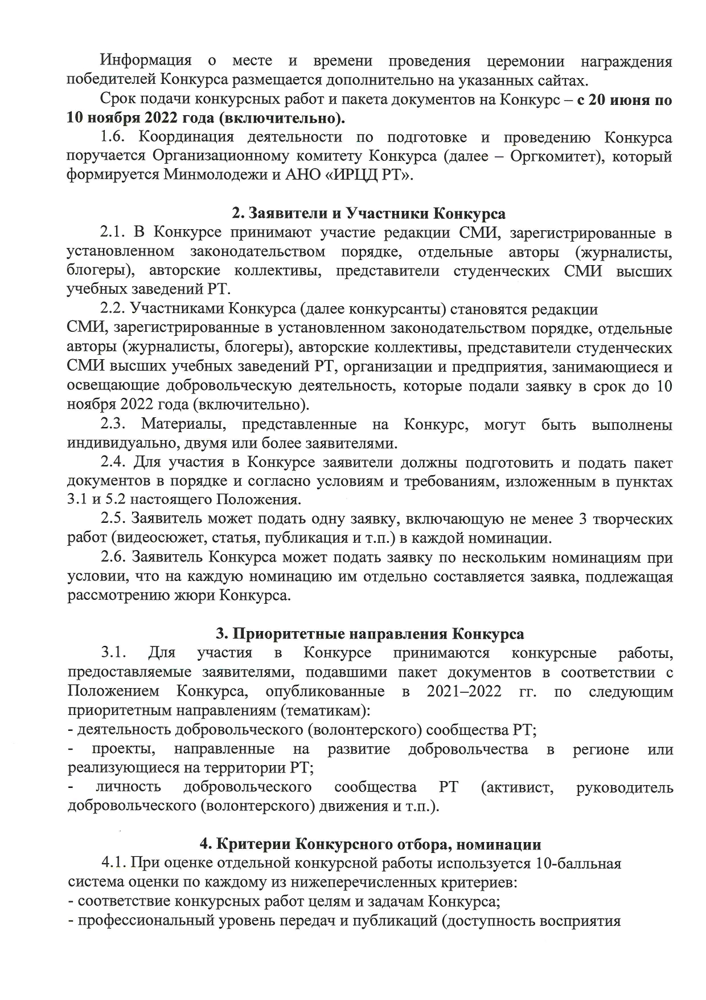 Информация о месте и времени проведения церемонии награждения
победителей Конкурса размещается дополнительно на указанных сайтах.
Срок подачи конкурсных работ и пакета документов на Конкурс – с 20 июня по
10 ноября 2022 года (включительно).
1.6. Координация деятельности по подготовке и проведению Конкурса
поручается Организационному комитету Конкурса (далее – Оргкомитет), который
формируется Минмолодежи и АНО «ИРЦД РТ».
2. Заявители и Участники Конкурса
2.1. В Конкурсе принимают участие редакции СМИ, зарегистрированные в
установленном законодательством порядке, отдельные авторы (журналисты,
блогеры), авторские коллективы, представители студенческих СМИ высших
учебных заведений РТ.
2.2. Участниками Конкурса (далее конкурсанты) становятся редакции
СМИ, зарегистрированные в установленном законодательством порядке, отдельные
авторы (журналисты, блогеры), авторские коллективы, представители студенческих
СМИ высших учебных заведений РТ, организации и предприятия, занимающиеся и
освещающие добровольческую деятельность, которые подали заявку в срок до 10
ноября 2022 года (включительно).
2.3. Материалы, представленные на Конкурс, могут быть выполнены
индивидуально, двумя или более заявителями.
2.4. Для участия в Конкурсе заявители должны подготовить и подать пакет
документов в порядке и согласно условиям и требованиям, изложенным в пунктах
3.1 и 5.2 настоящего Положения.
2.5. Заявитель может подать одну заявку, включающую не менее 3 творческих
работ (видеосюжет, статья, публикация и т.п.) в каждой номинации.
2.6. Заявитель Конкурса может подать заявку по нескольким номинациям при
условии, что на каждую номинацию им отдельно составляется заявка, подлежащая
рассмотрению жюри Конкурса.
3. Приоритетные направления Конкурса
3.1. Для участия в Конкурсе принимаются конкурсные работы,
предоставляемые заявителями, подавшими пакет документов в соответствии с
Положением Конкурса, опубликованные в 2021–2022 гг. по следующим
приоритетным направлениям (тематикам):
- деятельность добровольческого (волонтерского) сообщества РТ;
- проекты, направленные на развитие добровольчества в регионе или
реализующиеся на территории РТ;
- личность добровольческого сообщества РТ (активист, руководитель
добровольческого (волонтерского) движения и т.п.).
4. Критерии Конкурсного отбора, номинации
4.1. При оценке отдельной конкурсной работы используется 10-балльная
система оценки по каждому из нижеперечисленных критериев:
- соответствие конкурсных работ целям и задачам Конкурса;
- профессиональный уровень передач и публикаций (доступность восприятия